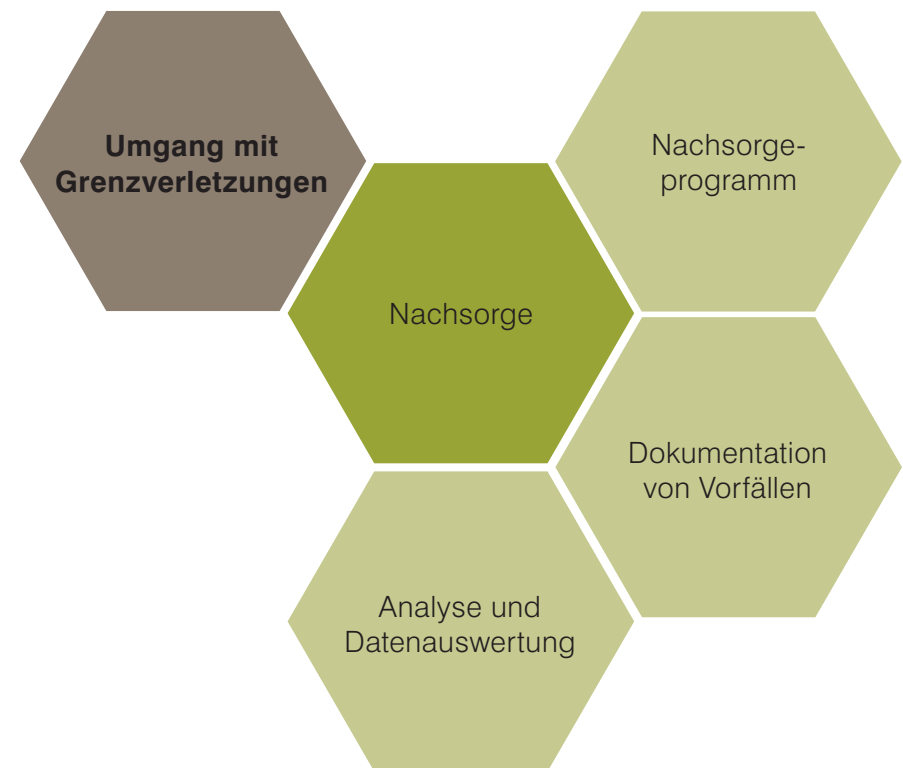 Umgang mit
Grenzverletzungen
Nachsorge-
programm
Nachsorge
Dokumentation
von Vorfällen
Analyse und
Datenauswertung